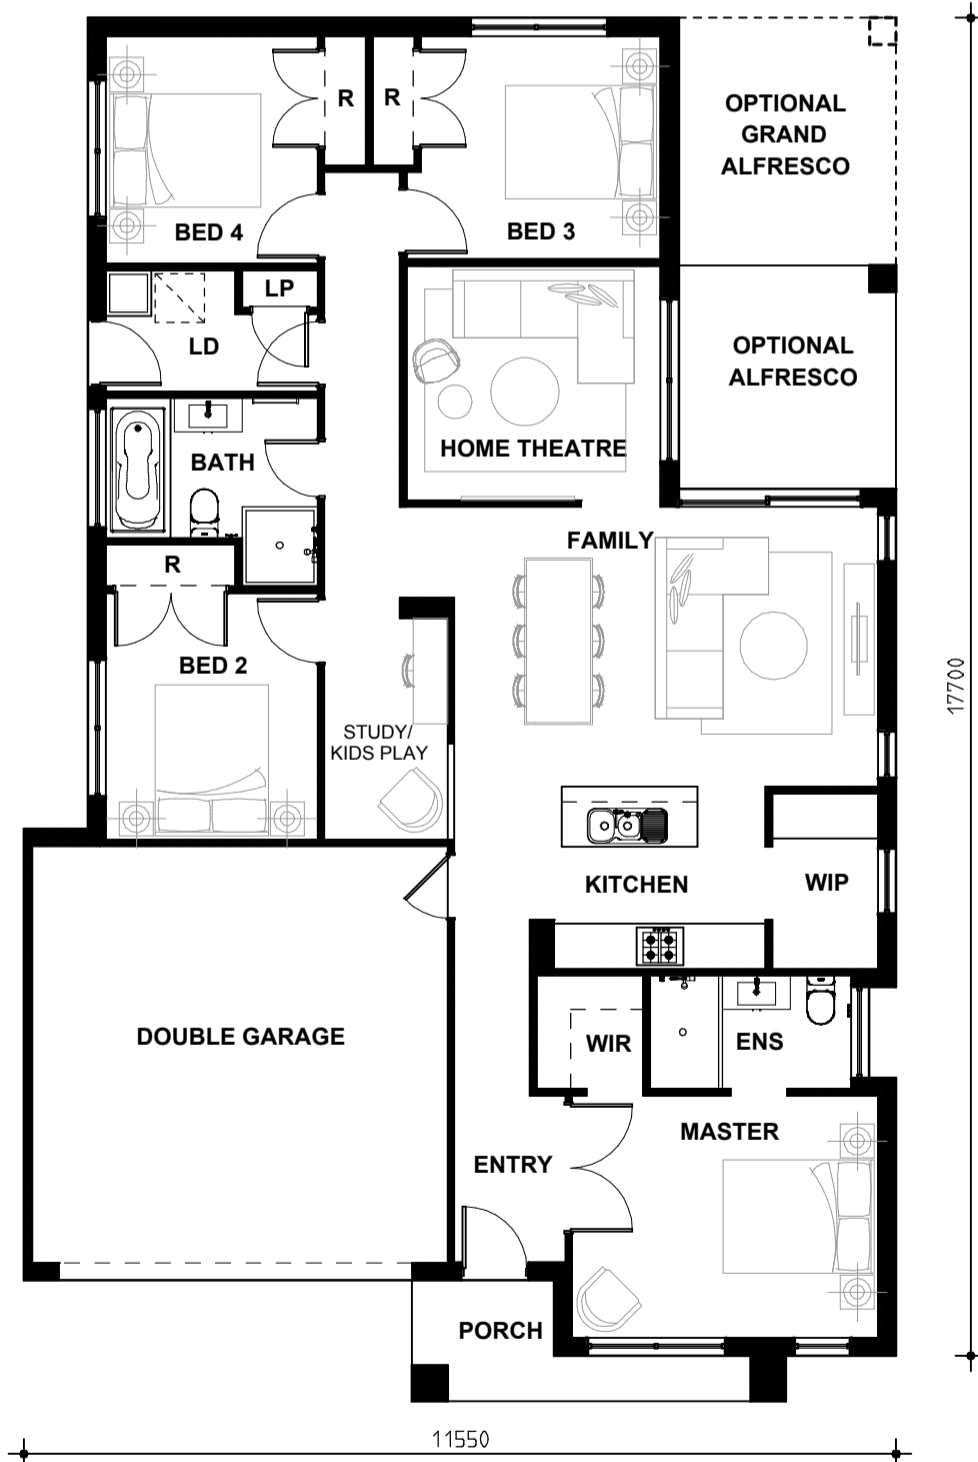 OPTIONAL
GRAND
ALFRESCO
R
R
BED 4
BED 3
LP
LD
OPTIONAL
ALFRESCO
HOME THEATRE
BATH
FAMILY
R
BED 2
STUDY/
KIDS PLAY
17700
KITCHEN
WIP
DOUBLE GARAGE
WIR
ENS
MASTER
ENTRY
PORCH
11550